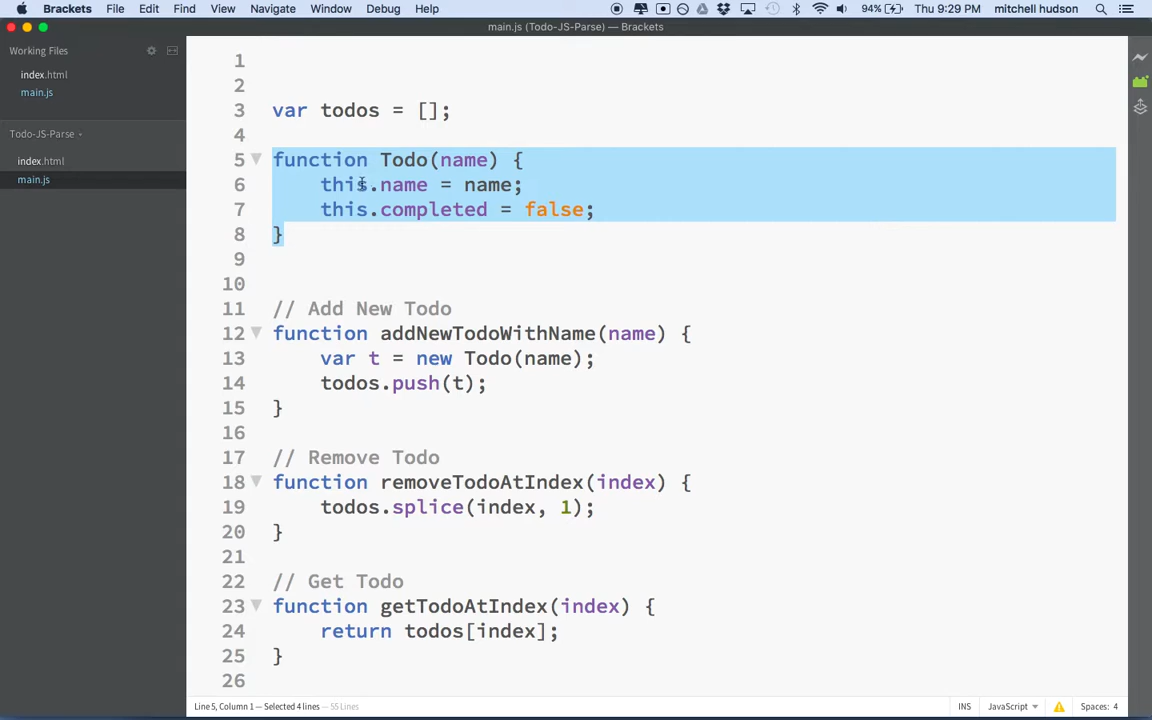 Brackets File Edit Find View Navigate Window Debug Help 94% Thu 9:29 PM mitchell hudson
main.js (Todo-JS-Parse) — Brackets
Working Files
index.html
main.js
Todo-JS-Parse
index.html
main.js
1
2
3 var todos = [];
4
5 function Todo(name) {
6 this.name = name;
7 this.completed = false;
8 }
9
10
11 // Add New Todo
12 function addNewTodoWithName(name) {
13 var t = new Todo(name);
14 todos.push(t);
15 }
16
17 // Remove Todo
18 function removeTodoAtIndex(index) {
19 todos.splice(index, 1);
20 }
21
22 // Get Todo
23 function getTodoAtIndex(index) {
24 return todos[index];
25 }
26
Line 5, Column 1 — Selected 4 lines — 55 Lines INS JavaScript Spaces: 4